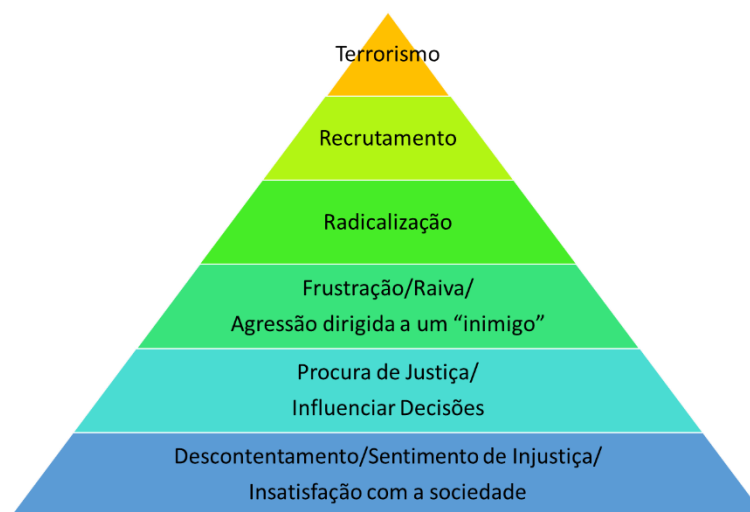 Terrorismo
Recrutamento
Radicalização
Frustração/Raiva/
Agressão dirigida a um “inimigo”
Procura de Justiça/
Influenciar Decisões
Descontentamento/Sentimento de Injustiça/
Insatisfação com a sociedade